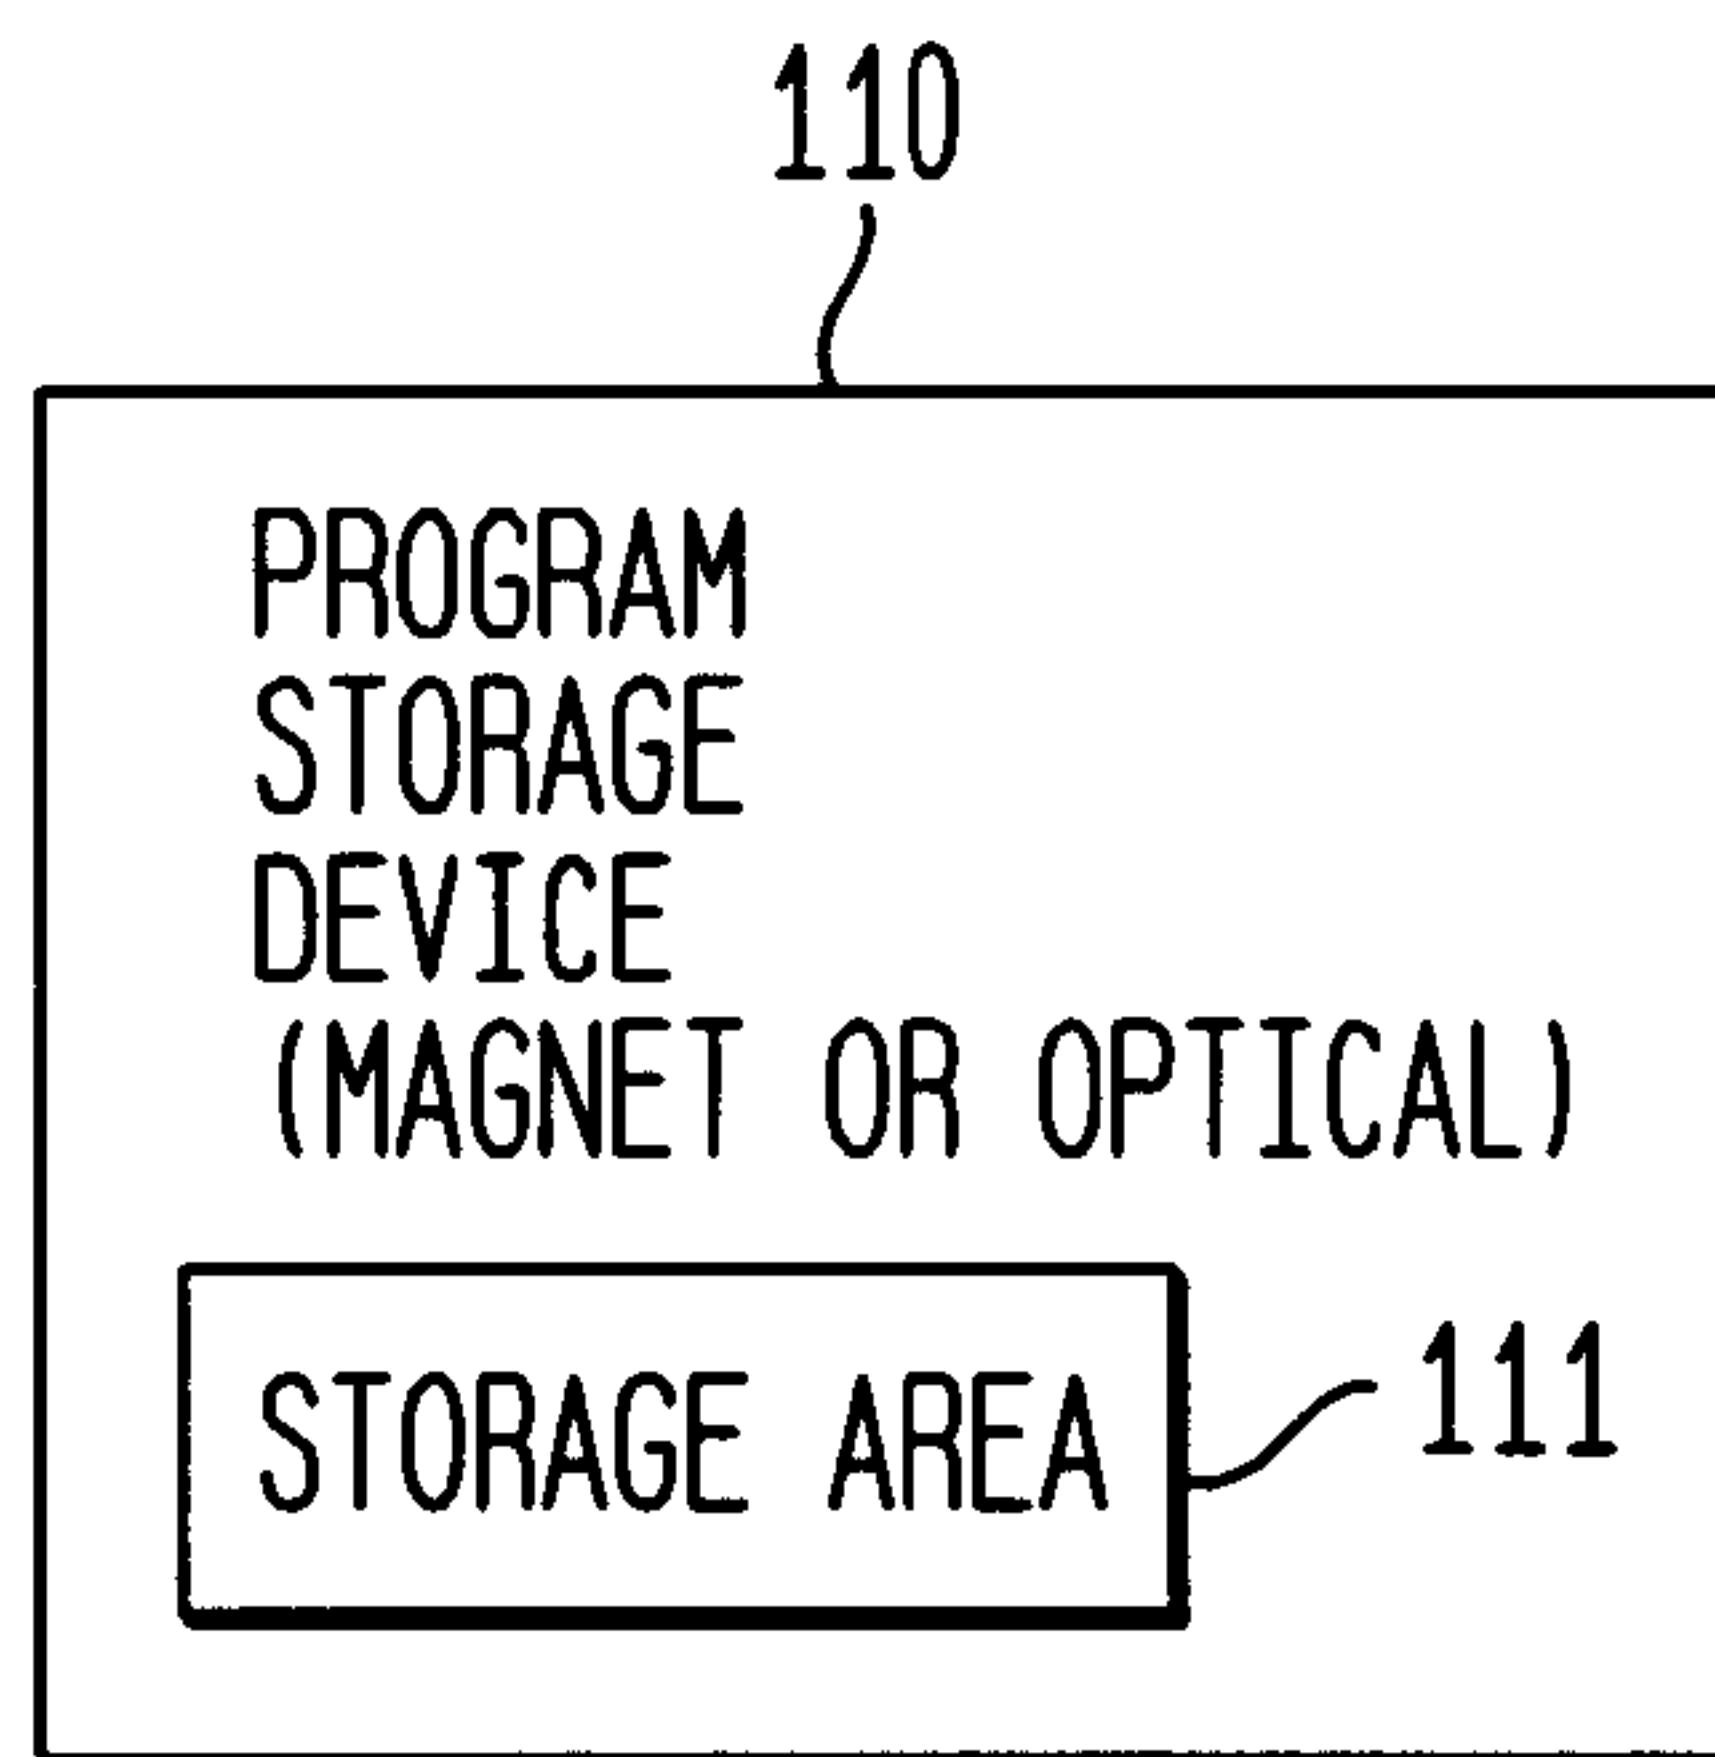 110
PROGRAM
STORAGE
DEVICE
(MAGNET OR OPTICAL)
STORAGE AREA
111